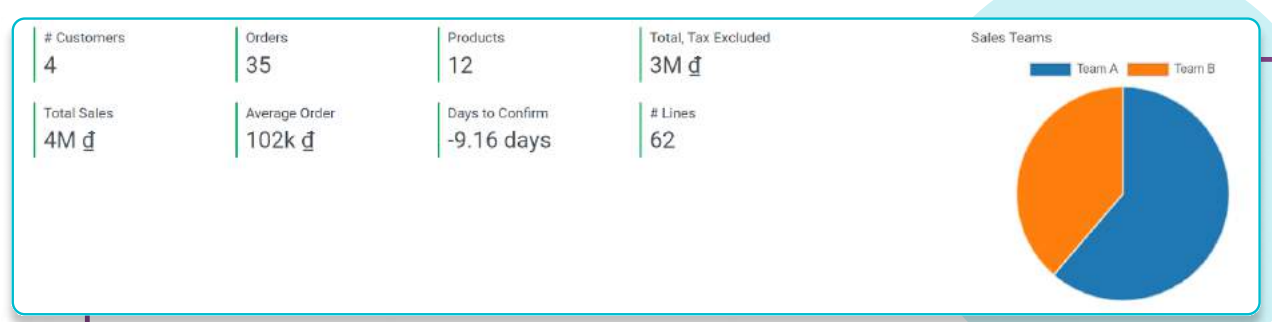 # Customers
4
Orders
35
Products
12
Total, Tax Excluded
3M ₫
Total Sales
4M ₫
Average Order
102k ₫
Days to Confirm
-9.16 days
# Lines
62
Sales Teams
Team A
Team B